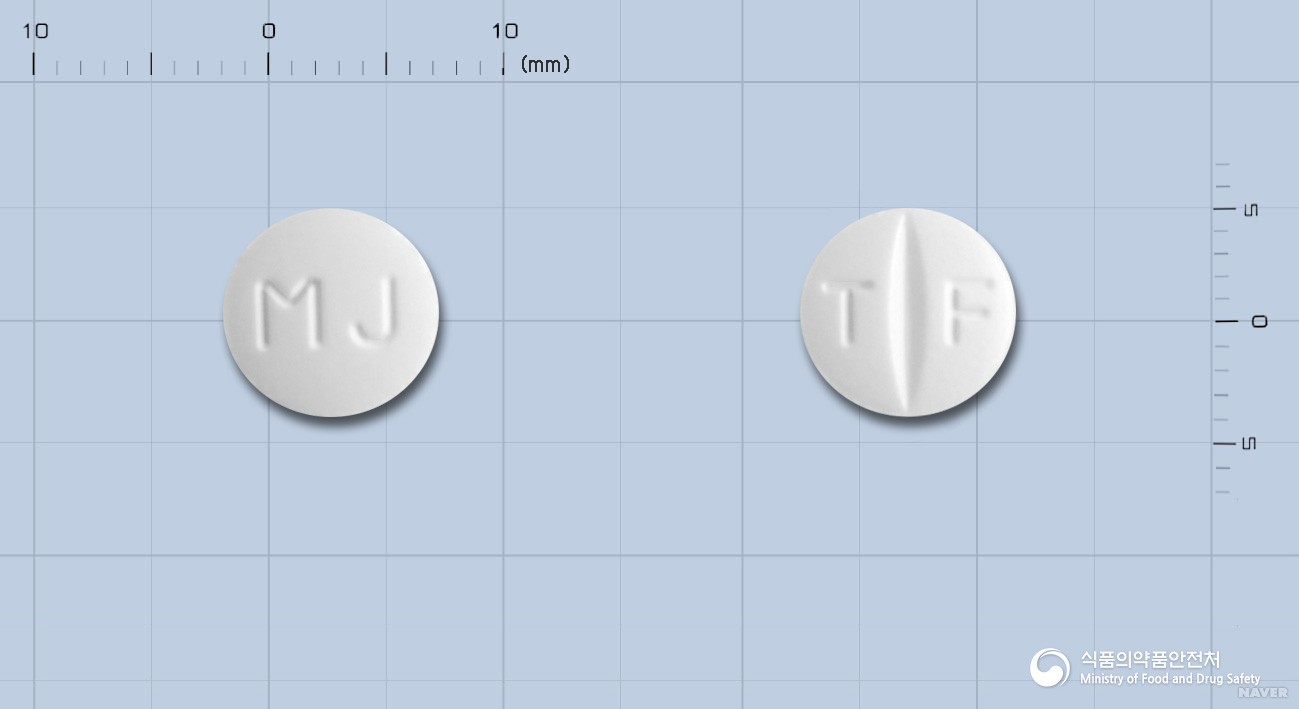 10 0 10 (mm)
MJ
T F
5
0
5
식품의약품안전처
Ministry of Food and Drug Safety
NAVER